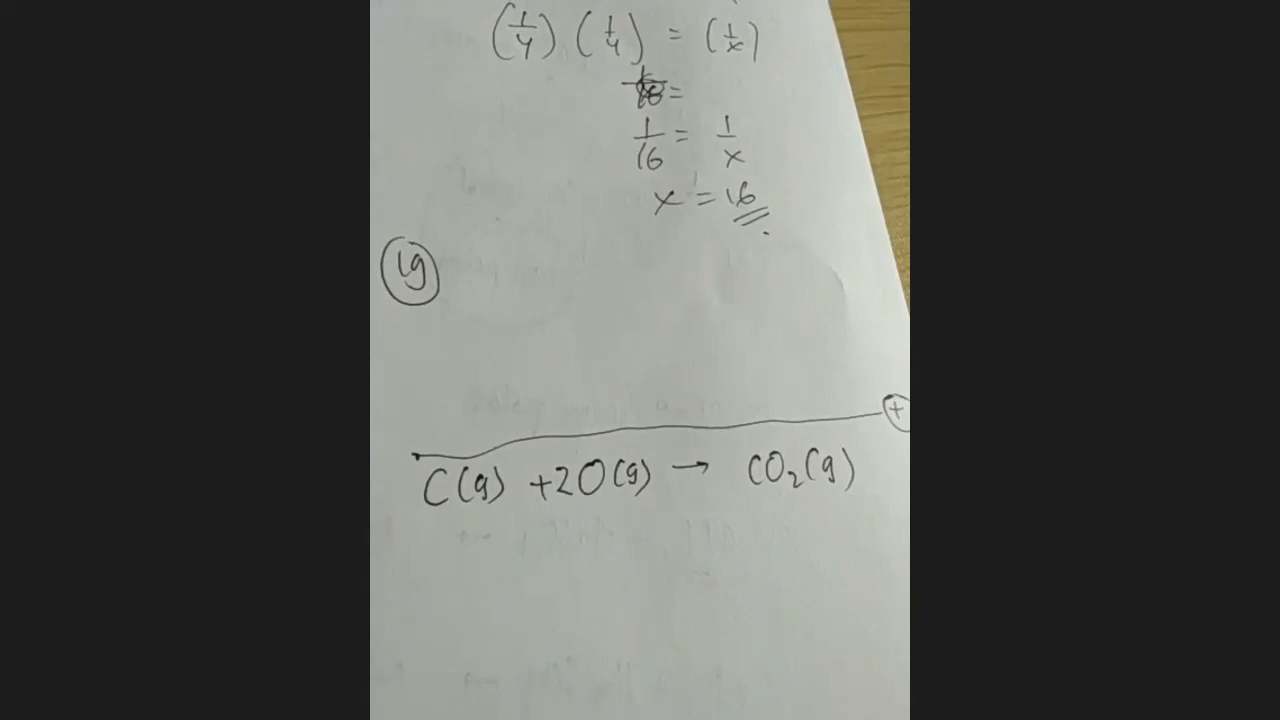 (1/4) (1/4) = (1/x)
=
1/16 = 1/x
x = 16
19
+
C(g) + 2O(g) → CO₂(g)